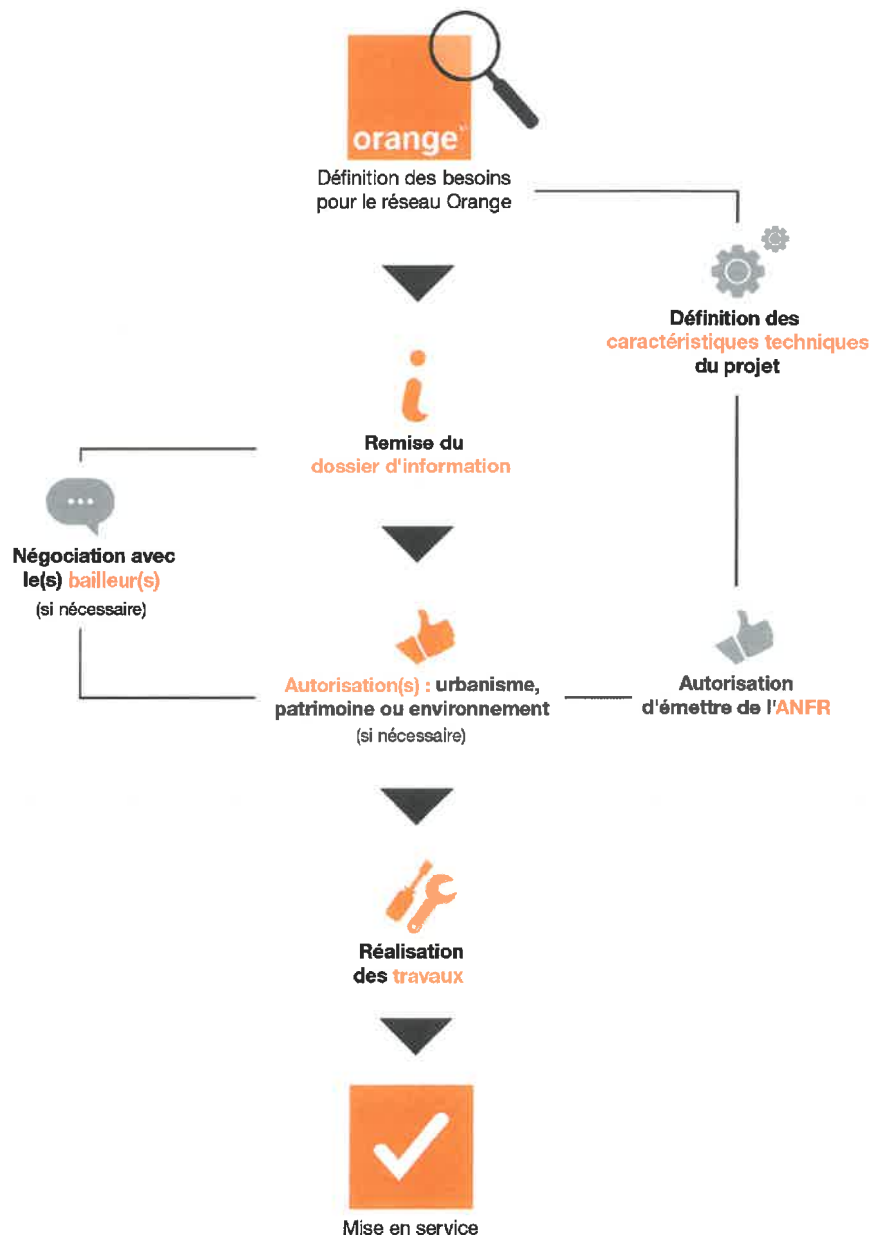 orange™
Définition des besoins
pour le réseau Orange
Définition des
caractéristiques techniques
du projet
Remise du
dossier d'information
Négociation avec
le(s) bailleur(s)
(si nécessaire)
Autorisation(s) : urbanisme,
patrimoine ou environnement
(si nécessaire)
Autorisation
d'émettre de l'ANFR
Réalisation
des travaux
Mise en service